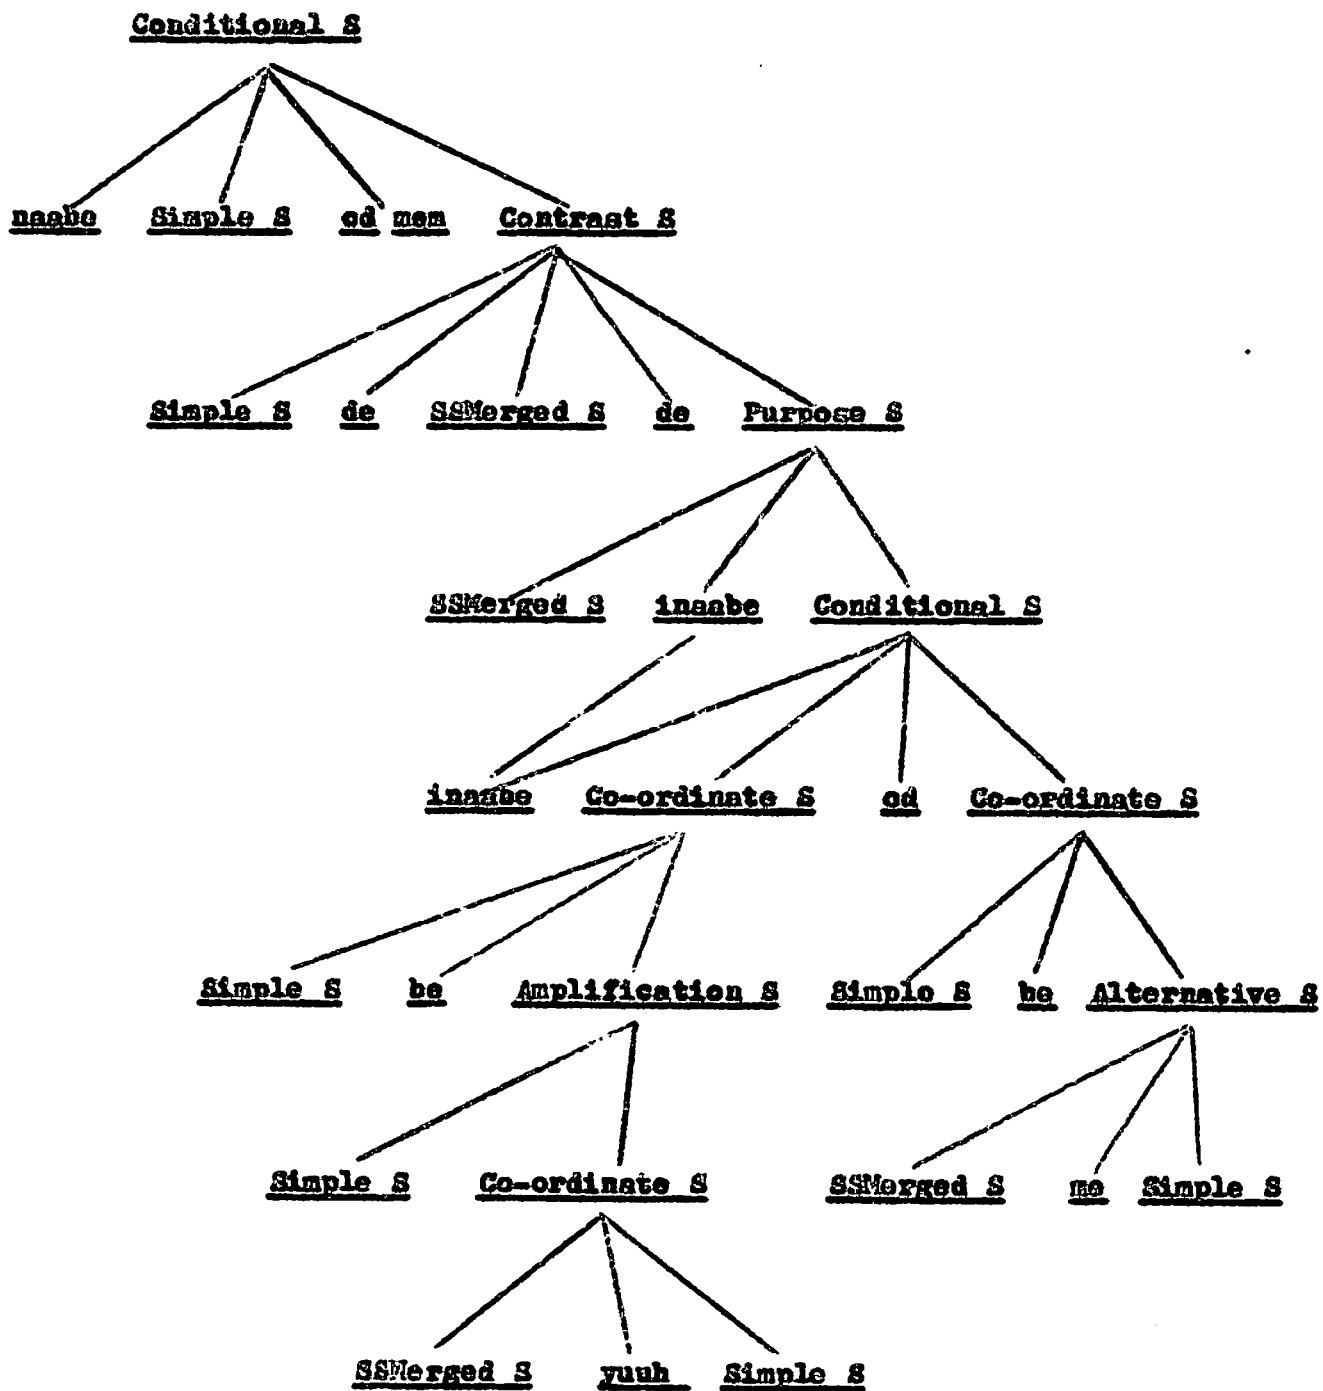 Conditional S
naabe Simple S od mem Contrast S
Simple S de SSMerged S de Purpose S
SSMerged S inaabe Conditional S
inaabe Co-ordinate S od Co-ordinate S
Simple S be Amplification S Simple S be Alternative S
Simple S Co-ordinate S SSMerged S me Simple S
SSMerged S yuuh Simple S